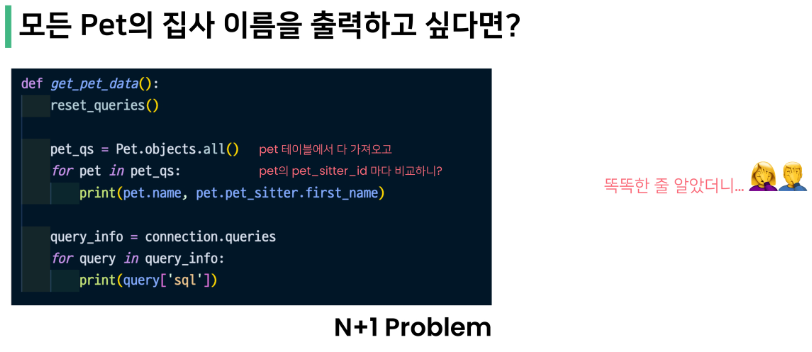 모든 Pet의 집사 이름을 출력하고 싶다면?
def get_pet_data():
reset_queries()
pet_qs = Pet.objects.all() pet 테이블에서 다 가져오고
for pet in pet_qs: pet의 pet_sitter_id 마다 비교하니?
print(pet.name, pet.pet_sitter.first_name)
똑똑한 줄 알았더니... 🤦‍♀️🤦‍♂️
query_info = connection.queries
for query in query_info:
print(query['sql'])
N+1 Problem